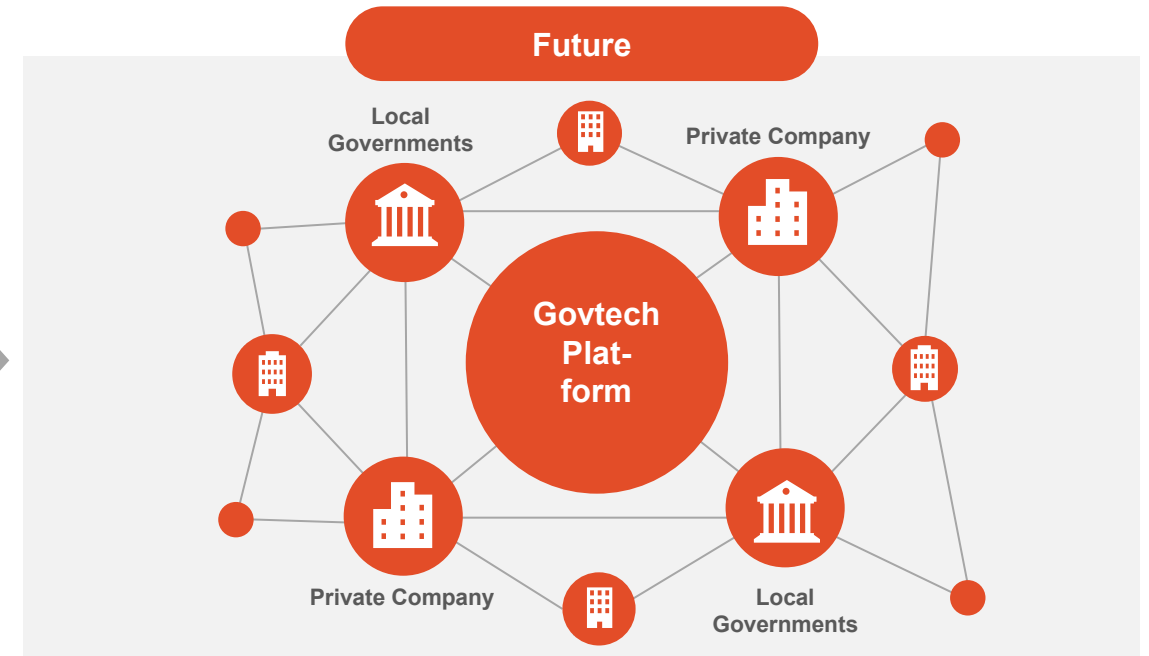 Future
Local
Governments
Private Company
Govtech
Plat-
form
Private Company
Local
Governments